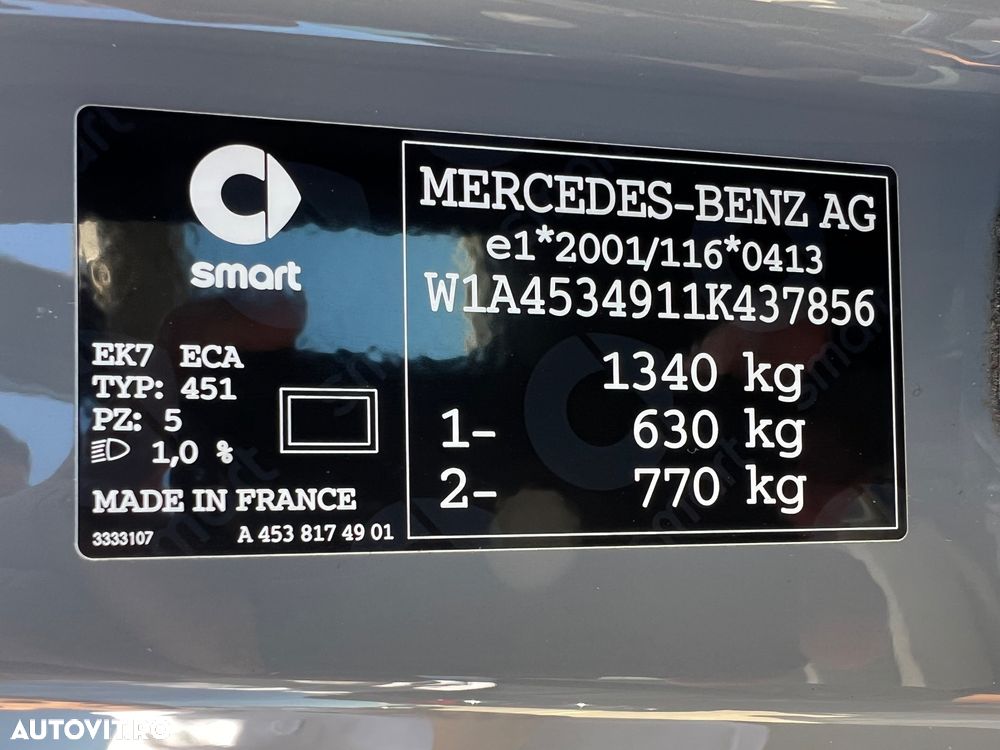 smart
EK7 ECA
TYP: 451
PZ: 5
1,0 %
MADE IN FRANCE
3333107 A 453 817 49 01
MERCEDES-BENZ AG
e1*2001/116*0413
W1A4534911K437856
1340 kg
1- 630 kg
2- 770 kg
AUTOVIT.RO